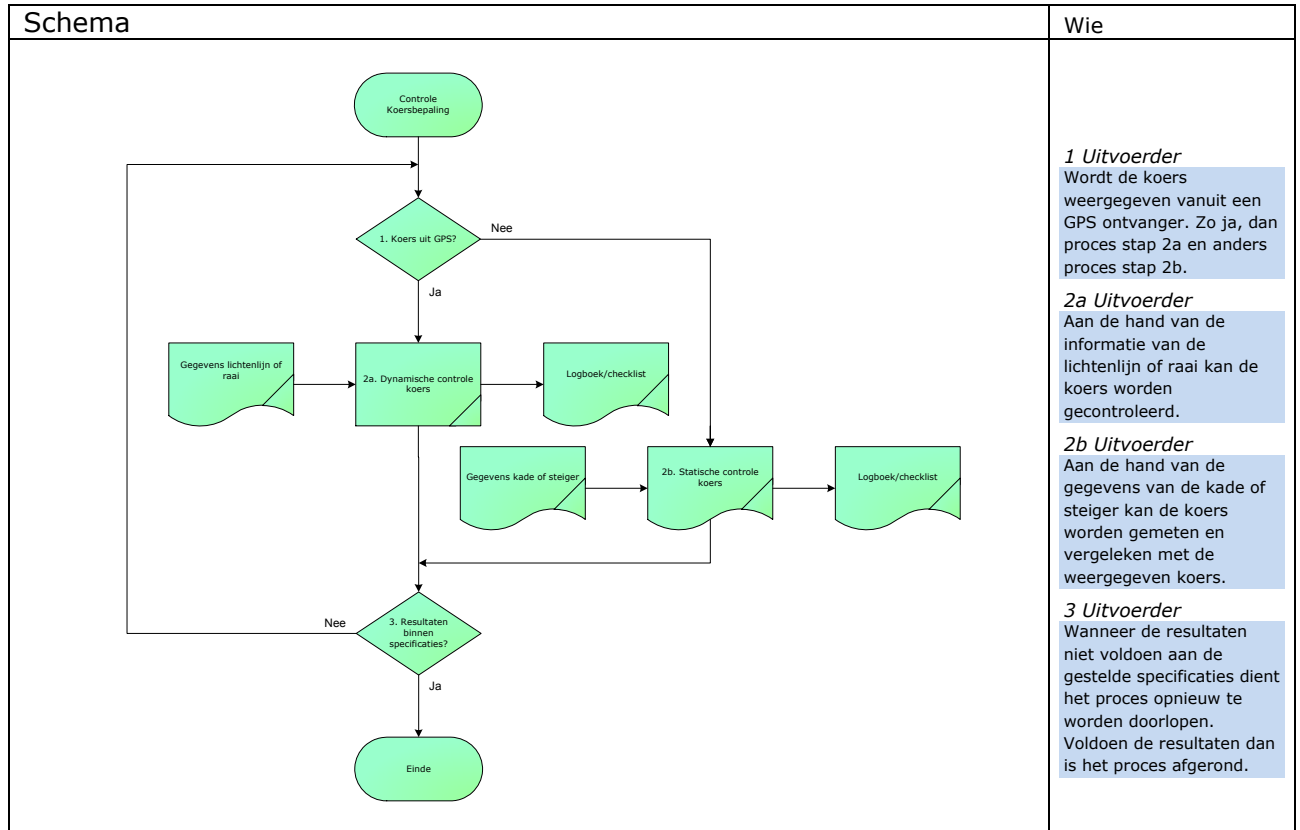 Schema
Wie
Controle
Koersbepaling
1. Koers uit GPS?
Nee
Ja
Gegevens lichtenlijn of
raai
2a. Dynamische controle
koers
Logboek/checklist
Gegevens kade of steiger
2b. Statische controle
koers
Logboek/checklist
Nee
3. Resultaten
binnen
specificaties?
Ja
Einde
1 Uitvoerder
Wordt de koers
weergegeven vanuit een
GPS ontvanger. Zo ja, dan
proces stap 2a en anders
proces stap 2b.
2a Uitvoerder
Aan de hand van de
informatie van de
lichtenlijn of raai kan de
koers worden
gecontroleerd.
2b Uitvoerder
Aan de hand van de
gegevens van de kade of
steiger kan de koers
worden gemeten en
vergeleken met de
weergegeven koers.
3 Uitvoerder
Wanneer de resultaten
niet voldoen aan de
gestelde specificaties dient
het proces opnieuw te
worden doorlopen.
Voldoen de resultaten dan
is het proces afgerond.